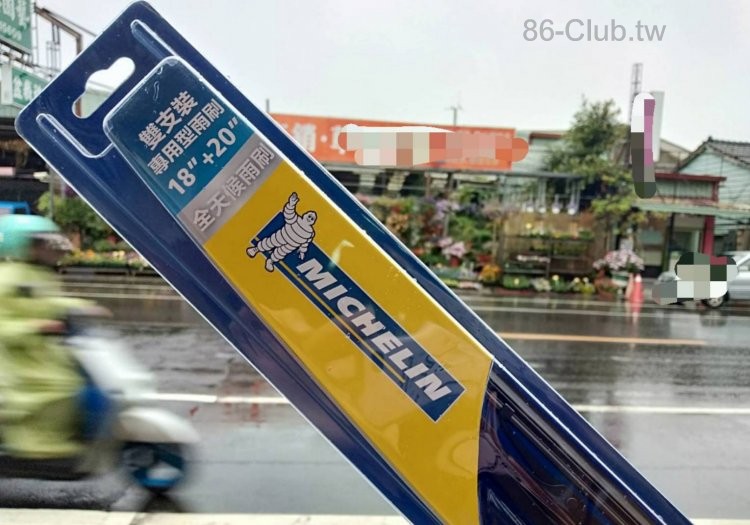 86-Club.tw
雙支裝
專用型雨刷
18”+20”
全天候雨刷
MICHELIN